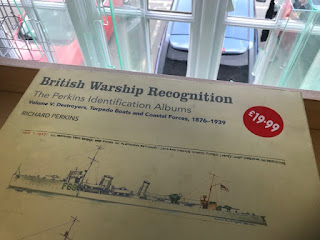 British Warship Recognition
The Perkins Identification Albums
Volume V: Destroyers, Torpedo Boats and Coastal Forces, 1876-1939
RICHARD PERKINS
£19.99